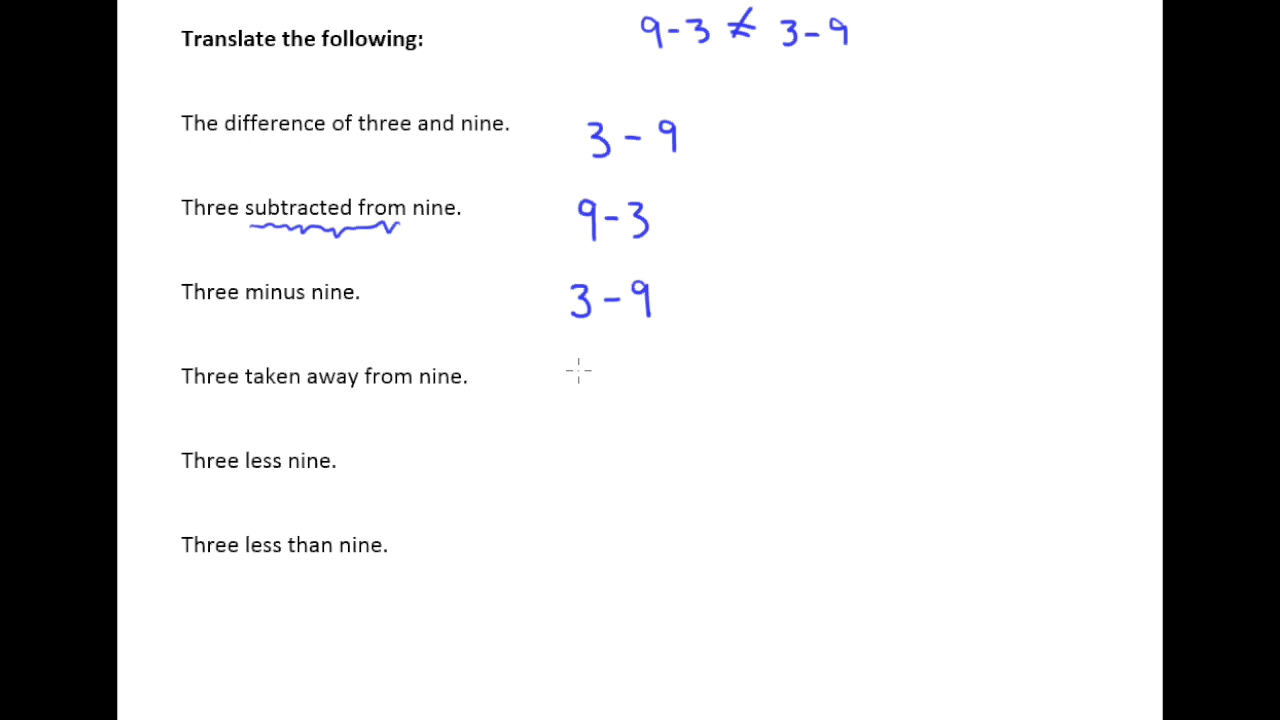 Translate the following: 9-3 ≠ 3-9
The difference of three and nine. 3 - 9
Three subtracted from nine. 9-3
Three minus nine. 3-9
Three taken away from nine.
Three less nine.
Three less than nine.